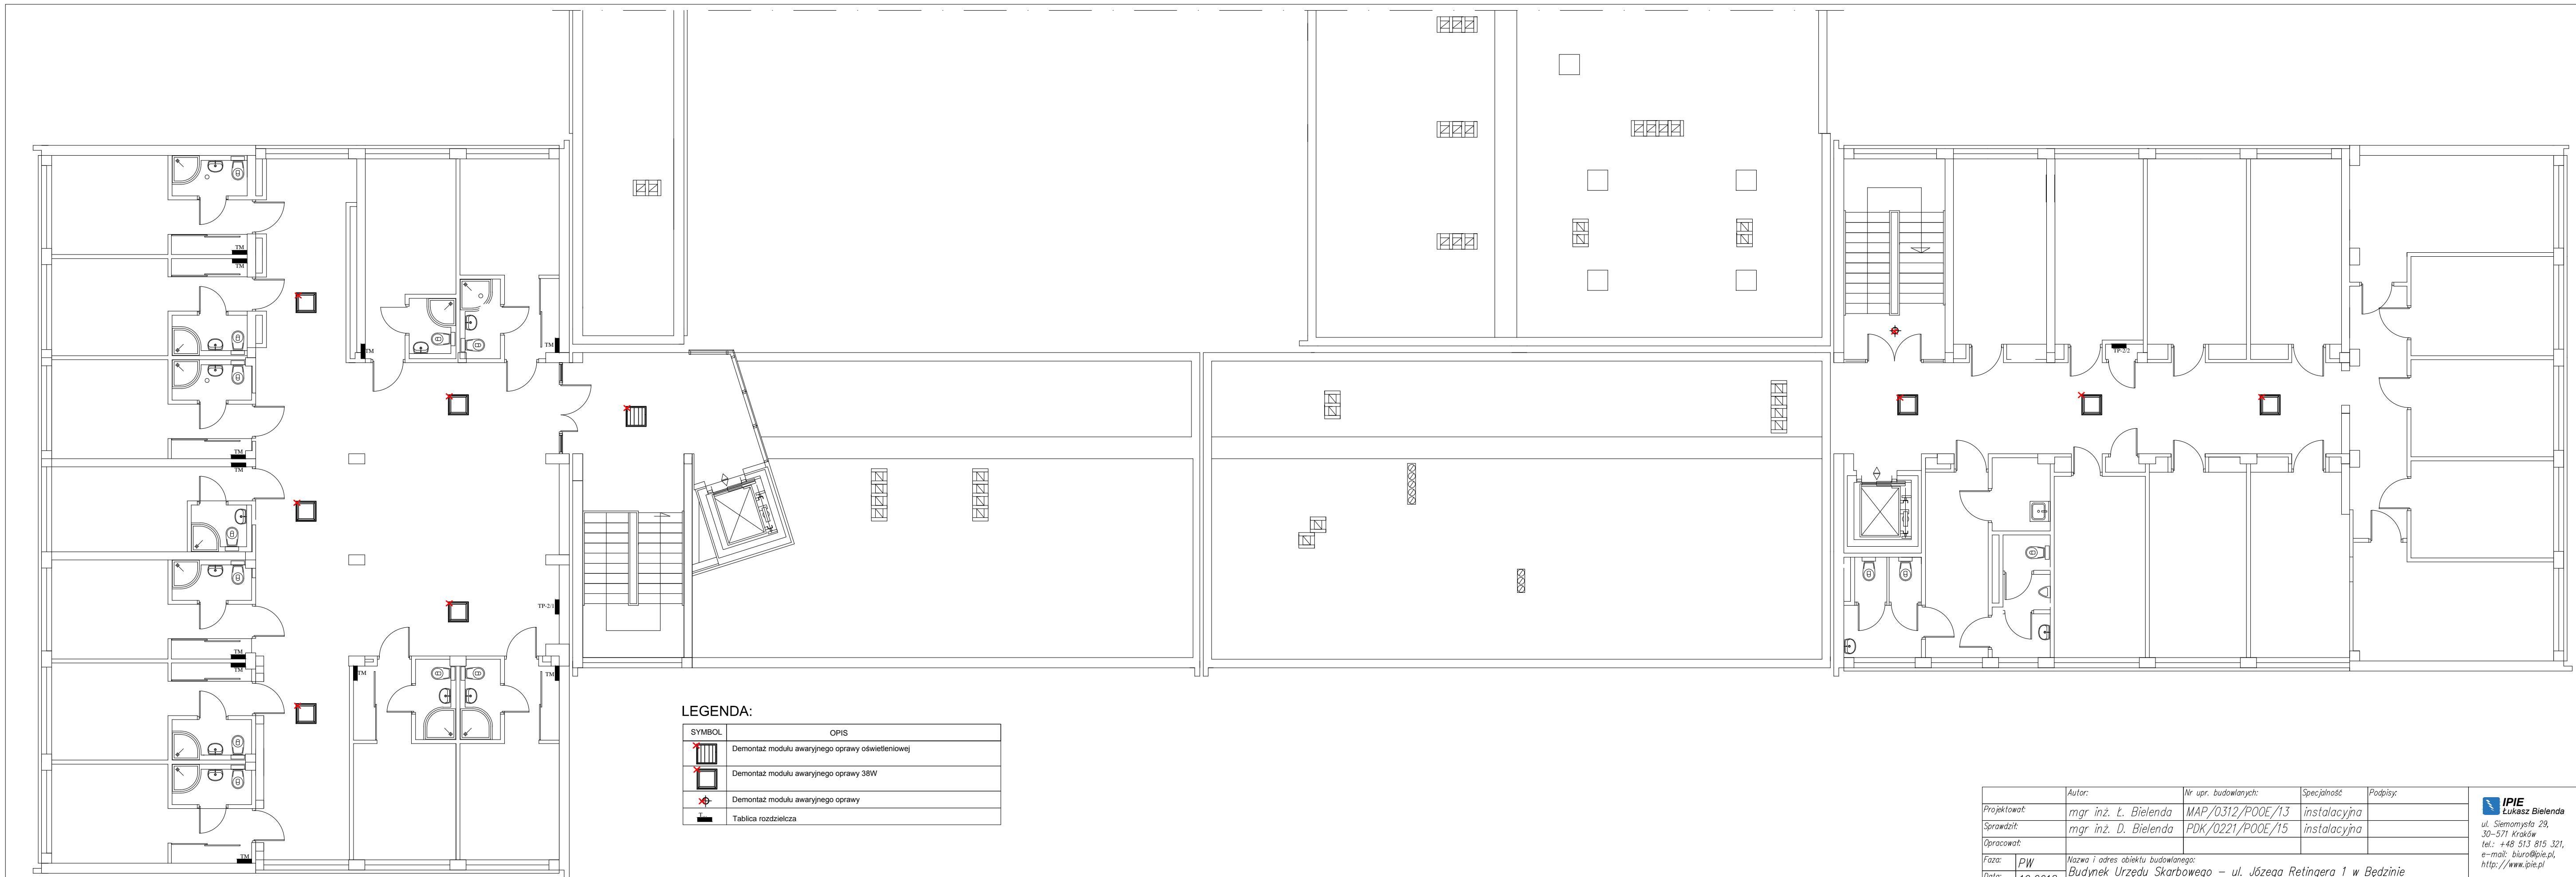 TM
TM
TM
TM
TP-2/2
TM
TM
TP-2/1
TM
TM
TM
TM
TM
LEGENDA:
SYMBOL OPIS
Demontaż modułu awaryjnego oprawy oświetleniowej
Demontaż modułu awaryjnego oprawy 38W
Demontaż modułu awaryjnego oprawy
Tablica rozdzielcza
Autor: Nr upr. budowlanych: Specjalność Podpisy:
Projektował: mgr inż. Ł. Bielenda MAP/0312/POOE/13 instalacyjna
Sprawdził: mgr inż. D. Bielenda PDK/0221/POOE/15 instalacyjna
Opracował:
Faza: PW Nazwa i adres obiektu budowlanego:
Budynek Urzędu Skarbowego – ul. Józega Retingera 1 w Będzinie
IPIE
Łukasz Bielenda
ul. Siemomysła 29,
30-571 Kraków
tel.: +48 513 815 321,
e-mail: biuro@ipie.pl,
http://www.ipie.pl